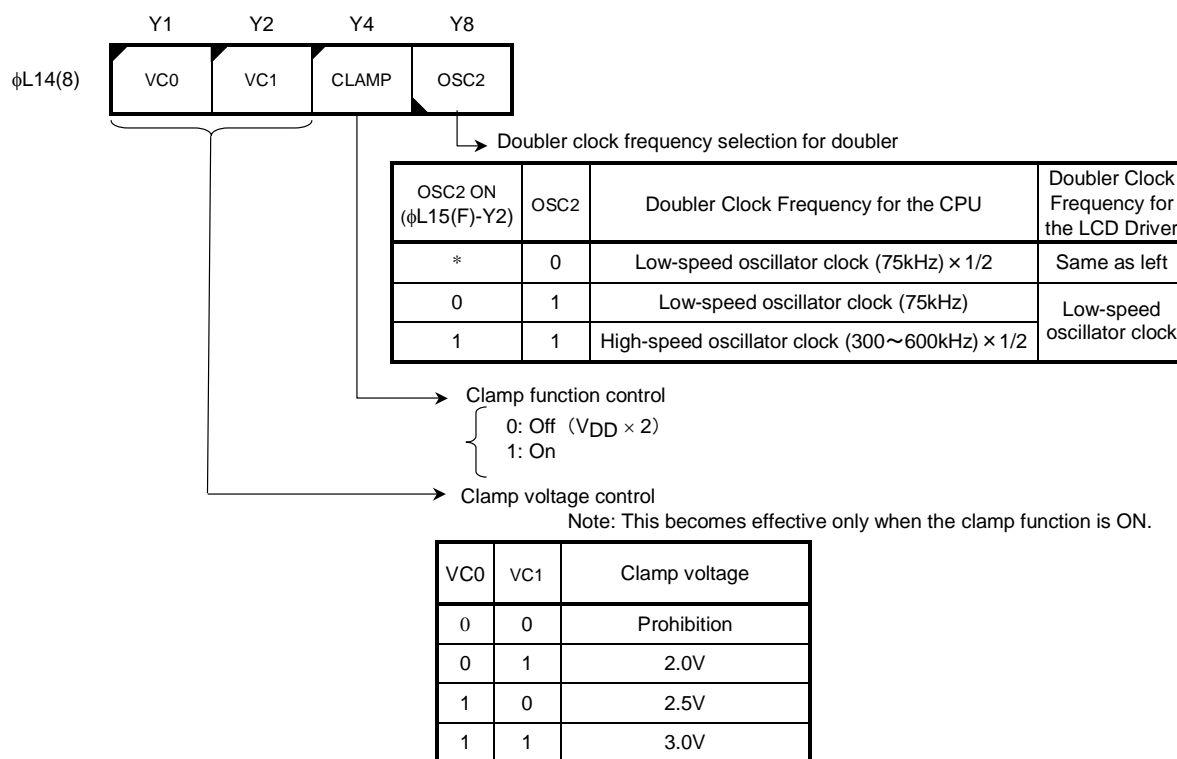 Y1 Y2 Y4 Y8
ϕL14(8) VC0 VC1 CLAMP OSC2
Doubler clock frequency selection for doubler
OSC2 ON (ϕL15(F)-Y2) OSC2 Doubler Clock Frequency for the CPU Doubler Clock Frequency for the LCD Driver
* 0 Low-speed oscillator clock (75kHz) × 1/2 Same as left
0 1 Low-speed oscillator clock (75kHz) Low-speed oscillator clock
1 1 High-speed oscillator clock (300～600kHz) × 1/2
Clamp function control
0: Off（VDD × 2）
1: On
Clamp voltage control
Note: This becomes effective only when the clamp function is ON.
VC0 VC1 Clamp voltage
0 0 Prohibition
0 1 2.0V
1 0 2.5V
1 1 3.0V